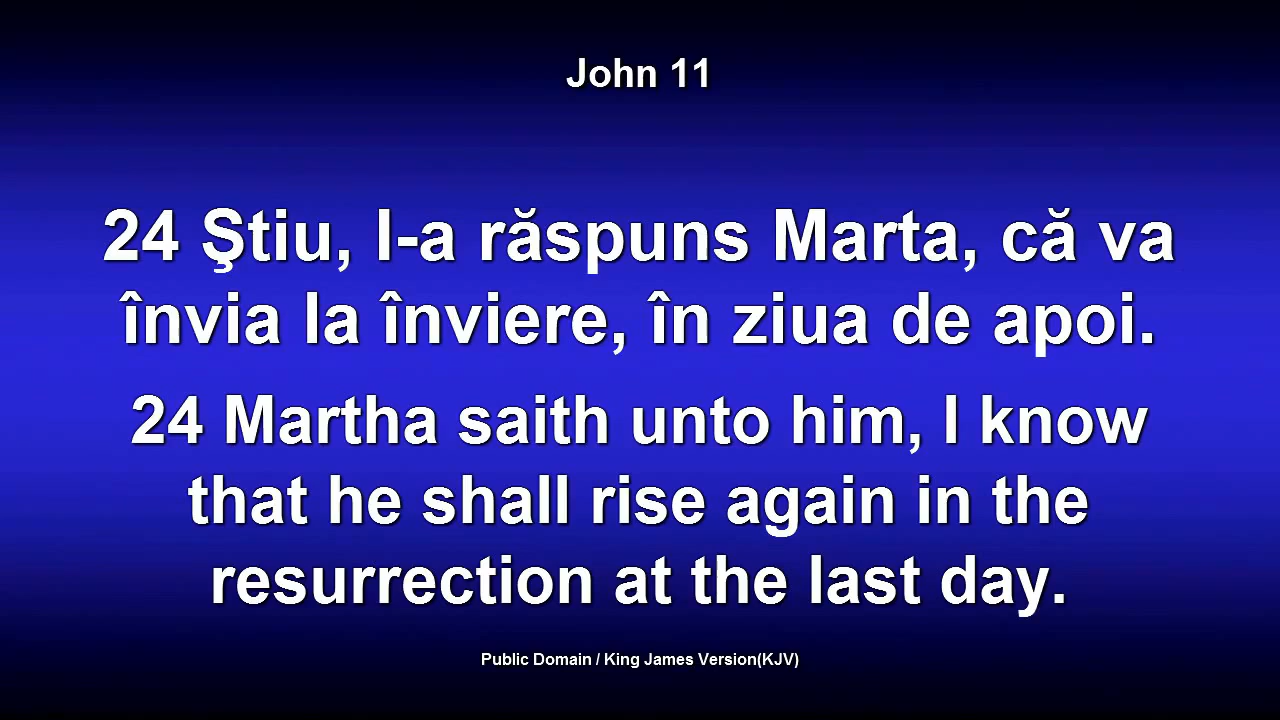 John 11
24 Ştiu, I-a răspuns Marta, că va
învia la înviere, în ziua de apoi.
24 Martha saith unto him, I know
that he shall rise again in the
resurrection at the last day.
Public Domain / King James Version(KJV)